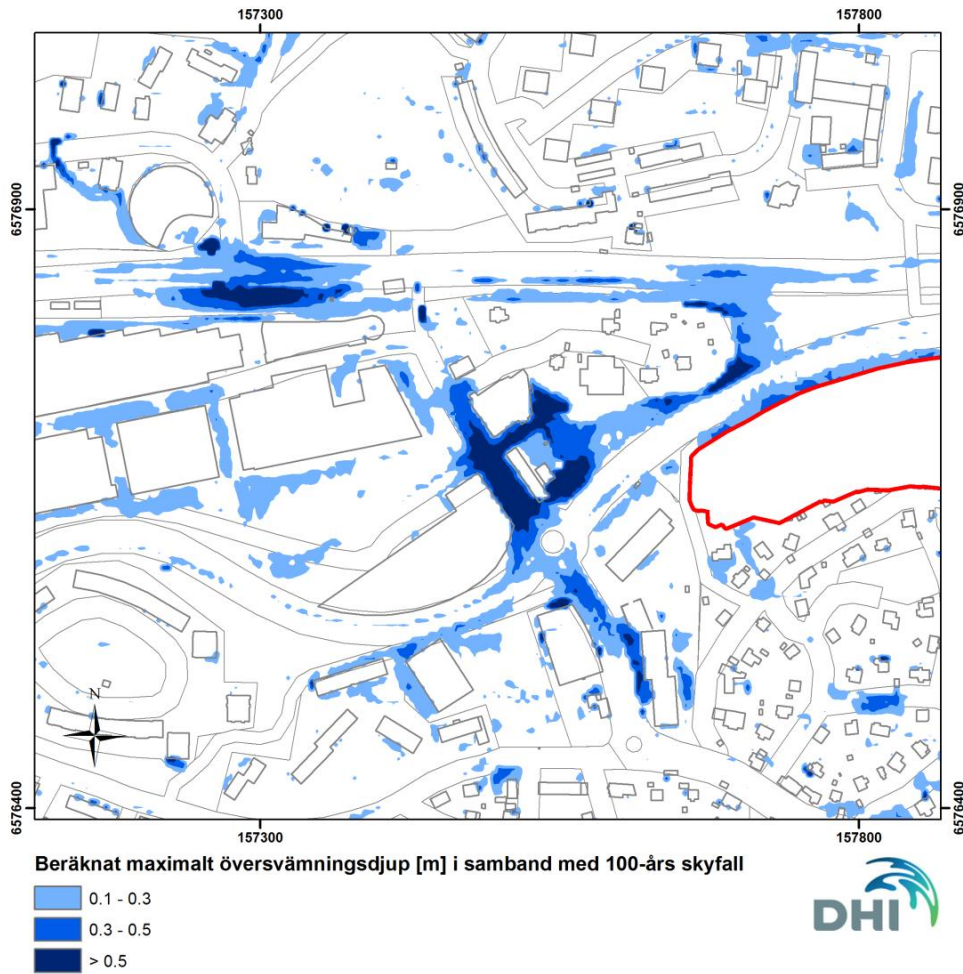 157300 157800
6576900 6576900
N
6576400 6576400
157300 157800
Beräknat maximalt översvämningsdjup [m] i samband med 100-års skyfall
0.1 - 0.3
0.3 - 0.5
> 0.5
DHI